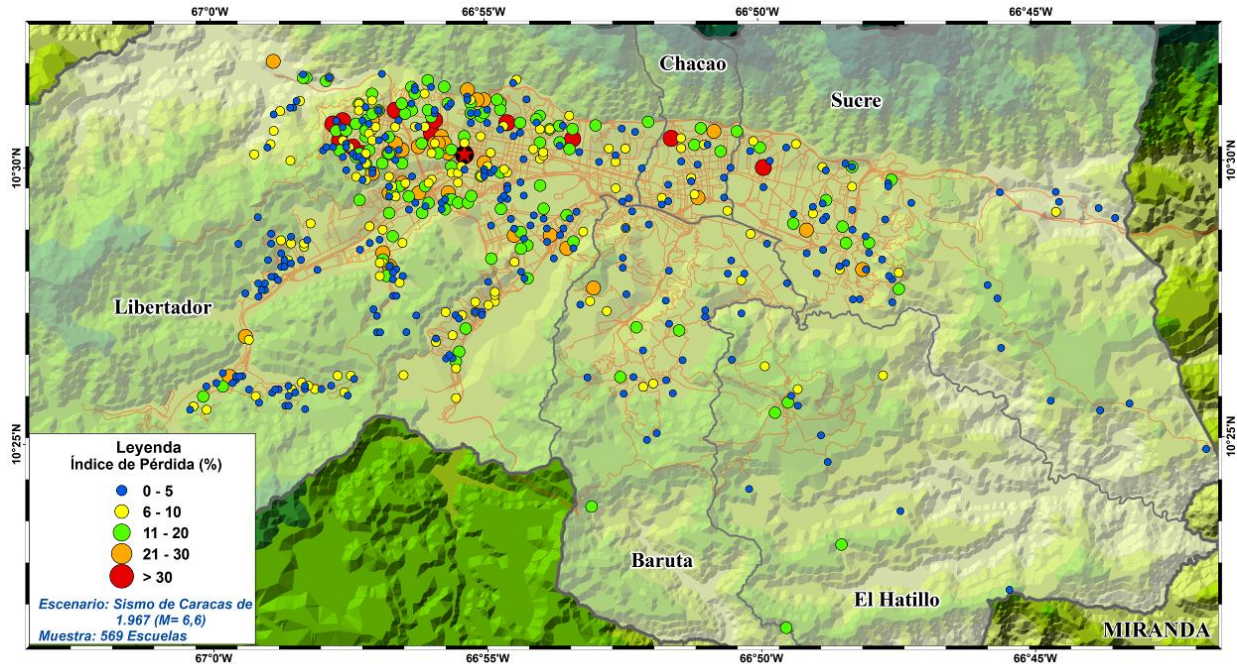 67°0'W 66°55'W 66°50'W 66°45'W
Chacao
Sucre
10°30'N 10°30'N
Libertador
10°25'N 10°25'N
Leyenda
Índice de Pérdida (%)
0 - 5
6 - 10
11 - 20
21 - 30
> 30
Escenario: Sismo de Caracas de
1.967 (M= 6,6)
Muestra: 569 Escuelas
Baruta
El Hatillo
MIRANDA
67°0'W 66°55'W 66°50'W 66°45'W